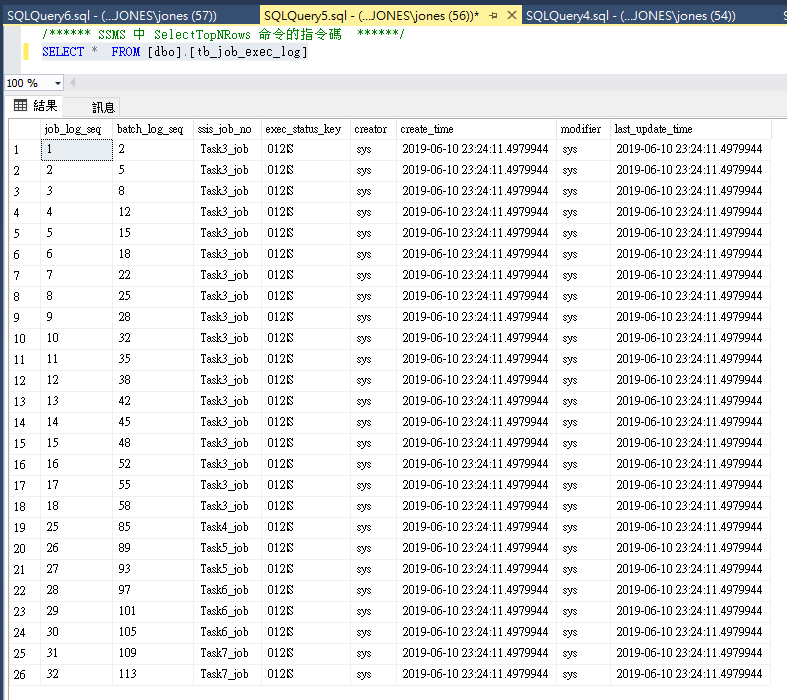 SQLQuery6.sql - (...JONES\jones (57)) SQLQuery5.sql - (...JONES\jones (56))* SQLQuery4.sql - (...JONES\jones (54))
/****** SSMS 中 SelectTopNRows 命令的指令碼 ******/
SELECT * FROM [dbo].[tb_job_exec_log]
100 %
結果 訊息
job_log_seq batch_log_seq ssis_job_no exec_status_key creator create_time modifier last_update_time
1 1 2 Task3_job 012IS sys 2019-06-10 23:24:11.4979944 sys 2019-06-10 23:24:11.4979944
2 2 5 Task3_job 012IS sys 2019-06-10 23:24:11.4979944 sys 2019-06-10 23:24:11.4979944
3 3 8 Task3_job 012IS sys 2019-06-10 23:24:11.4979944 sys 2019-06-10 23:24:11.4979944
4 4 12 Task3_job 012IS sys 2019-06-10 23:24:11.4979944 sys 2019-06-10 23:24:11.4979944
5 5 15 Task3_job 012IS sys 2019-06-10 23:24:11.4979944 sys 2019-06-10 23:24:11.4979944
6 6 18 Task3_job 012IS sys 2019-06-10 23:24:11.4979944 sys 2019-06-10 23:24:11.4979944
7 7 22 Task3_job 012IS sys 2019-06-10 23:24:11.4979944 sys 2019-06-10 23:24:11.4979944
8 8 25 Task3_job 012IS sys 2019-06-10 23:24:11.4979944 sys 2019-06-10 23:24:11.4979944
9 9 28 Task3_job 012IS sys 2019-06-10 23:24:11.4979944 sys 2019-06-10 23:24:11.4979944
10 10 32 Task3_job 012IS sys 2019-06-10 23:24:11.4979944 sys 2019-06-10 23:24:11.4979944
11 11 35 Task3_job 012IS sys 2019-06-10 23:24:11.4979944 sys 2019-06-10 23:24:11.4979944
12 12 38 Task3_job 012IS sys 2019-06-10 23:24:11.4979944 sys 2019-06-10 23:24:11.4979944
13 13 42 Task3_job 012IS sys 2019-06-10 23:24:11.4979944 sys 2019-06-10 23:24:11.4979944
14 14 45 Task3_job 012IS sys 2019-06-10 23:24:11.4979944 sys 2019-06-10 23:24:11.4979944
15 15 48 Task3_job 012IS sys 2019-06-10 23:24:11.4979944 sys 2019-06-10 23:24:11.4979944
16 16 52 Task3_job 012IS sys 2019-06-10 23:24:11.4979944 sys 2019-06-10 23:24:11.4979944
17 17 55 Task3_job 012IS sys 2019-06-10 23:24:11.4979944 sys 2019-06-10 23:24:11.4979944
18 18 58 Task3_job 012IS sys 2019-06-10 23:24:11.4979944 sys 2019-06-10 23:24:11.4979944
19 25 85 Task4_job 012IS sys 2019-06-10 23:24:11.4979944 sys 2019-06-10 23:24:11.4979944
20 26 89 Task5_job 012IS sys 2019-06-10 23:24:11.4979944 sys 2019-06-10 23:24:11.4979944
21 27 93 Task5_job 012IS sys 2019-06-10 23:24:11.4979944 sys 2019-06-10 23:24:11.4979944
22 28 97 Task6_job 012IS sys 2019-06-10 23:24:11.4979944 sys 2019-06-10 23:24:11.4979944
23 29 101 Task6_job 012IS sys 2019-06-10 23:24:11.4979944 sys 2019-06-10 23:24:11.4979944
24 30 105 Task6_job 012IS sys 2019-06-10 23:24:11.4979944 sys 2019-06-10 23:24:11.4979944
25 31 109 Task7_job 012IS sys 2019-06-10 23:24:11.4979944 sys 2019-06-10 23:24:11.4979944
26 32 113 Task7_job 012IS sys 2019-06-10 23:24:11.4979944 sys 2019-06-10 23:24:11.4979944